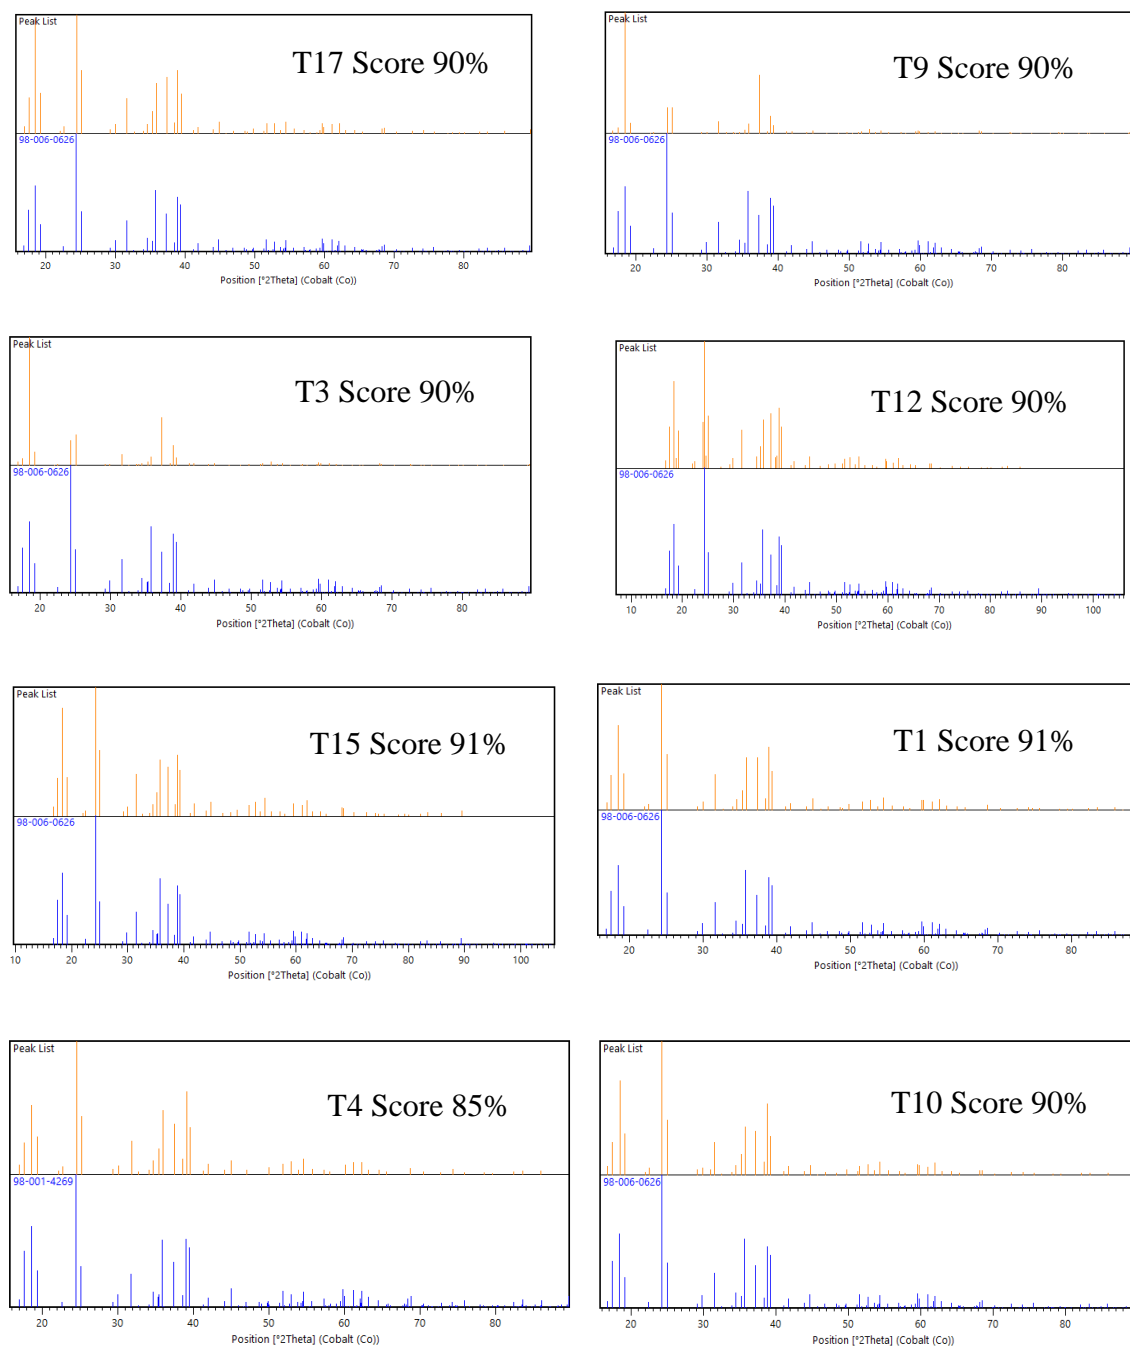 Peak List
T17 Score 90%
98-006-0626
20 30 40 50 60 70 80
Position [°2Theta] (Cobalt (Co))
Peak List
T9 Score 90%
98-006-0626
20 30 40 50 60 70 80
Position [°2Theta] (Cobalt (Co))
Peak List
T3 Score 90%
98-006-0626
20 30 40 50 60 70 80
Position [°2Theta] (Cobalt (Co))
Peak List
T12 Score 90%
98-006-0626
10 20 30 40 50 60 70 80 90 100
Position [°2Theta] (Cobalt (Co))
Peak List
T15 Score 91%
98-006-0626
10 20 30 40 50 60 70 80 90 100
Position [°2Theta] (Cobalt (Co))
Peak List
T1 Score 91%
98-006-0626
20 30 40 50 60 70 80
Position [°2Theta] (Cobalt (Co))
Peak List
T4 Score 85%
98-001-4269
20 30 40 50 60 70 80
Position [°2Theta] (Cobalt (Co))
Peak List
T10 Score 90%
98-006-0626
20 30 40 50 60 70 80
Position [°2Theta] (Cobalt (Co))